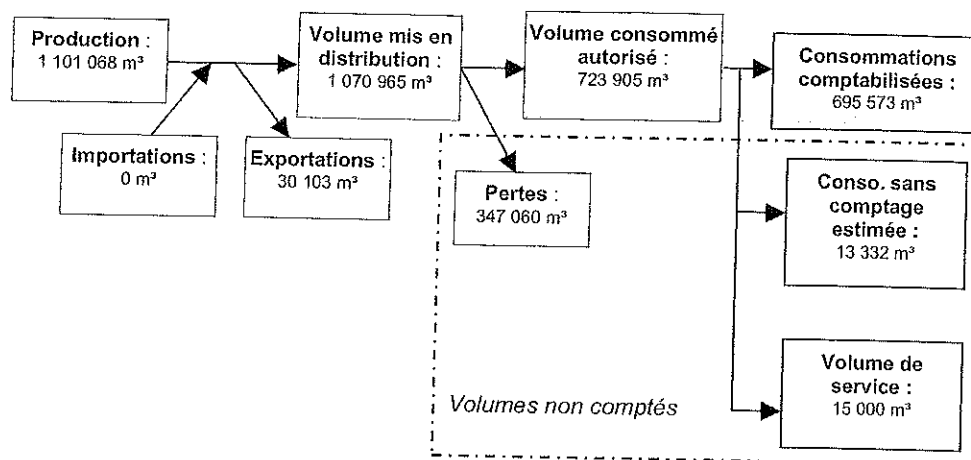 Production :
1 101 068 m³
Volume mis en
distribution :
1 070 965 m³
Volume consommé
autorisé :
723 905 m³
Consommations
comptabilisées :
695 573 m³
Importations :
0 m³
Exportations :
30 103 m³
Pertes :
347 060 m³
Conso. sans
comptage
estimée :
13 332 m³
Volumes non comptés
Volume de
service :
15 000 m³